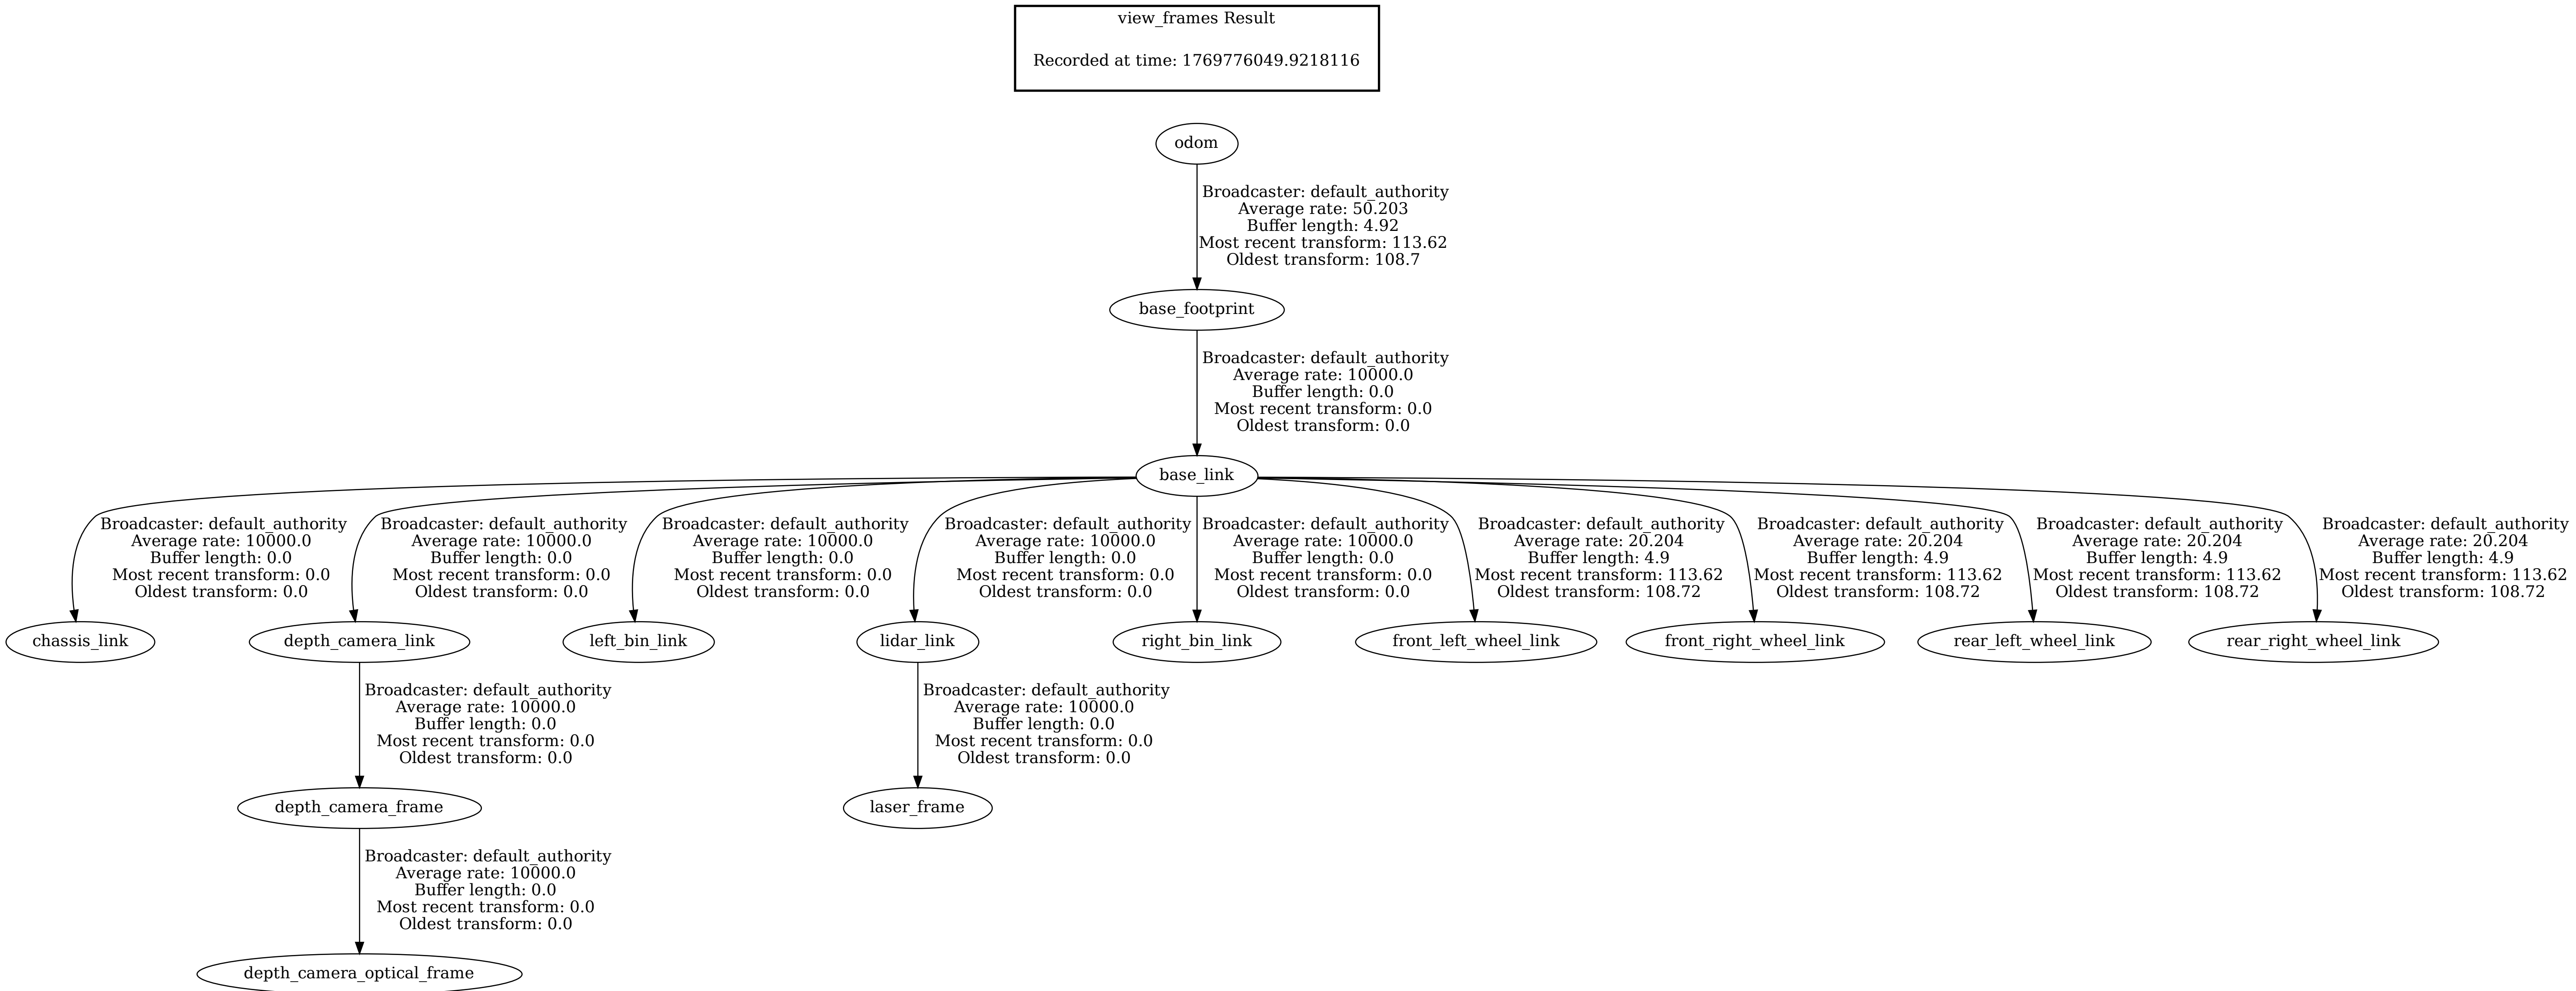 view_frames Result
Recorded at time: 1769776049.9218116
odom
Broadcaster: default_authority
Average rate: 50.203
Buffer length: 4.92
Most recent transform: 113.62
Oldest transform: 108.7
base_footprint
Broadcaster: default_authority
Average rate: 10000.0
Buffer length: 0.0
Most recent transform: 0.0
Oldest transform: 0.0
base_link
Broadcaster: default_authority
Average rate: 10000.0
Buffer length: 0.0
Most recent transform: 0.0
Oldest transform: 0.0
Broadcaster: default_authority
Average rate: 10000.0
Buffer length: 0.0
Most recent transform: 0.0
Oldest transform: 0.0
Broadcaster: default_authority
Average rate: 10000.0
Buffer length: 0.0
Most recent transform: 0.0
Oldest transform: 0.0
Broadcaster: default_authority
Average rate: 10000.0
Buffer length: 0.0
Most recent transform: 0.0
Oldest transform: 0.0
Broadcaster: default_authority
Average rate: 10000.0
Buffer length: 0.0
Most recent transform: 0.0
Oldest transform: 0.0
Broadcaster: default_authority
Average rate: 20.204
Buffer length: 4.9
Most recent transform: 113.62
Oldest transform: 108.72
Broadcaster: default_authority
Average rate: 20.204
Buffer length: 4.9
Most recent transform: 113.62
Oldest transform: 108.72
Broadcaster: default_authority
Average rate: 20.204
Buffer length: 4.9
Most recent transform: 113.62
Oldest transform: 108.72
Broadcaster: default_authority
Average rate: 20.204
Buffer length: 4.9
Most recent transform: 113.62
Oldest transform: 108.72
chassis_link
depth_camera_link
left_bin_link
lidar_link
right_bin_link
front_left_wheel_link
front_right_wheel_link
rear_left_wheel_link
rear_right_wheel_link
Broadcaster: default_authority
Average rate: 10000.0
Buffer length: 0.0
Most recent transform: 0.0
Oldest transform: 0.0
Broadcaster: default_authority
Average rate: 10000.0
Buffer length: 0.0
Most recent transform: 0.0
Oldest transform: 0.0
depth_camera_frame
laser_frame
Broadcaster: default_authority
Average rate: 10000.0
Buffer length: 0.0
Most recent transform: 0.0
Oldest transform: 0.0
depth_camera_optical_frame